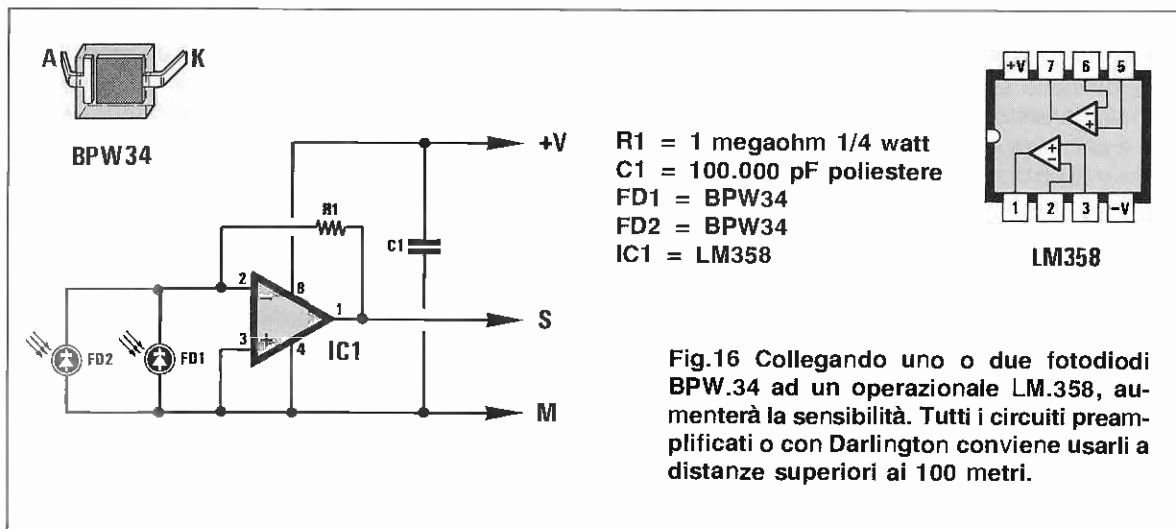 A K
BPW34
+V
R1
C1
2
8
1
3
4
IC1
S
FD2
FD1
M
R1 = 1 megaohm 1/4 watt
C1 = 100.000 pF poliestere
FD1 = BPW34
FD2 = BPW34
IC1 = LM358
+V 7 6 5
1 2 3 -V
LM358
Fig.16 Collegando uno o due fotodiodi
BPW.34 ad un operazionale LM.358, au-
menterà la sensibilità. Tutti i circuiti pream-
plificati o con Darlington conviene usarli a
distanze superiori ai 100 metri.